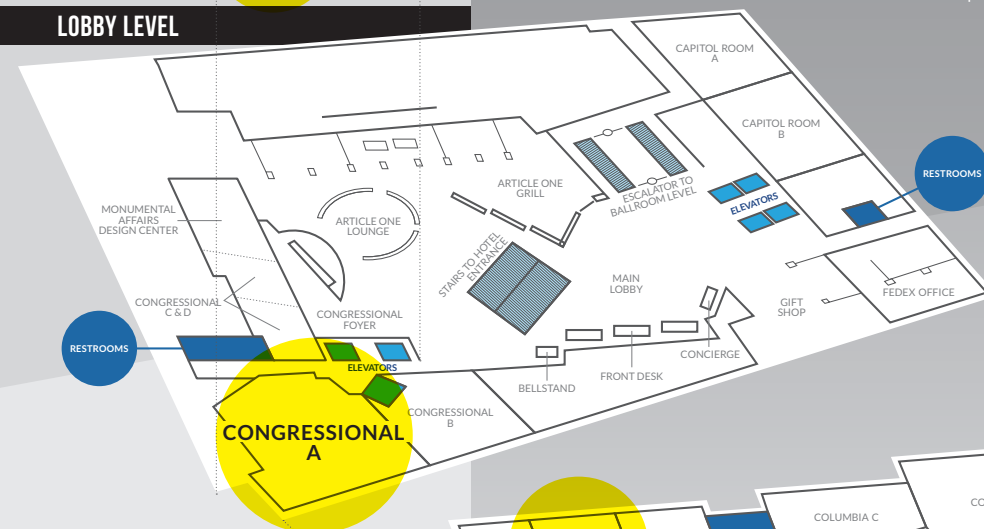 LOBBY LEVEL
CAPITOL ROOM
A
CAPITOL ROOM
B
RESTROOMS
ARTICLE ONE
GRILL
ESCALATOR TO
BALLROOM LEVEL
ELEVATORS
MONUMENTAL
AFFAIRS
DESIGN CENTER
ARTICLE ONE
LOUNGE
STAIRS TO HOTEL
ENTRANCE
MAIN
LOBBY
GIFT
SHOP
FEDEX OFFICE
CONGRESSIONAL
C & D
CONGRESSIONAL
FOYER
RESTROOMS
ELEVATORS
CONCIERGE
FRONT DESK
BELLSTAND
CONGRESSIONAL
B
CONGRESSIONAL
A
COLUMBIA C
CO